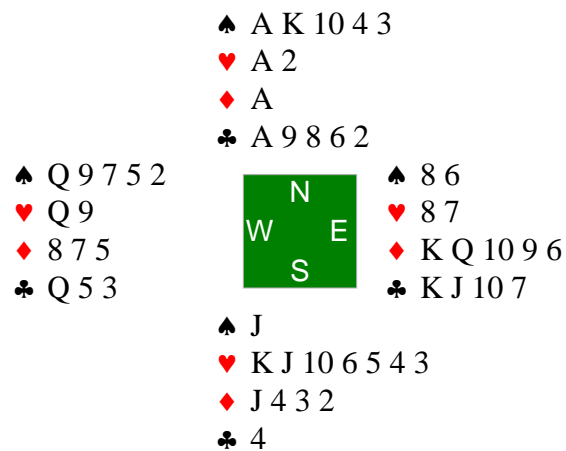 ♠ A K 10 4 3
♥ A 2
♦ A
♣ A 9 8 6 2
♠ Q 9 7 5 2
♥ Q 9
♦ 8 7 5
♣ Q 5 3
N
W E
S
♠ 8 6
♥ 8 7
♦ K Q 10 9 6
♣ K J 10 7
♠ J
♥ K J 10 6 5 4 3
♦ J 4 3 2
♣ 4